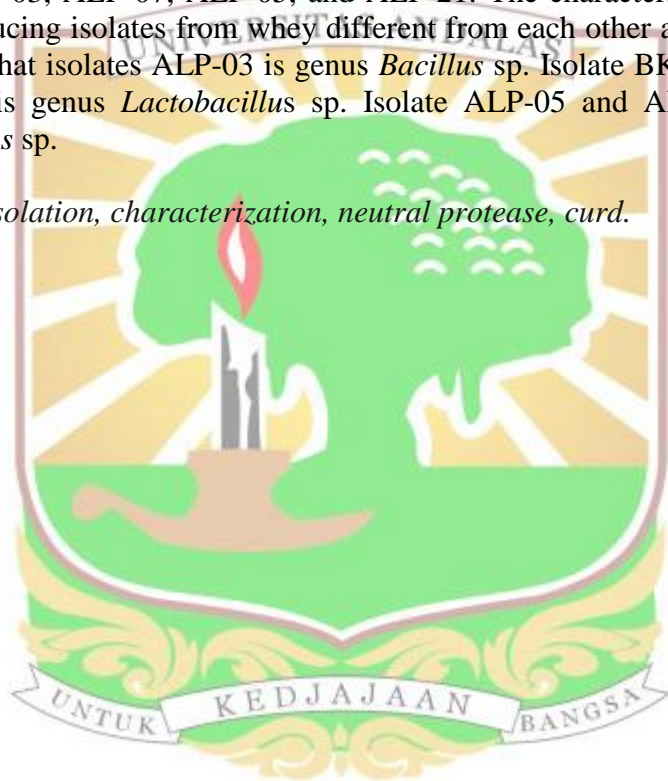 03, ALP-07, ALP-05, and ALP-21. The character
ucing isolates from whey different from each other a
hat isolates ALP-03 is genus Bacillus sp. Isolate BK
is genus Lactobacillus sp. Isolate ALP-05 and A
s sp.
solation, characterization, neutral protease, curd.
UNIVERSITAS ANDALAS
UNTUK KEDJAJAAN BANGSA